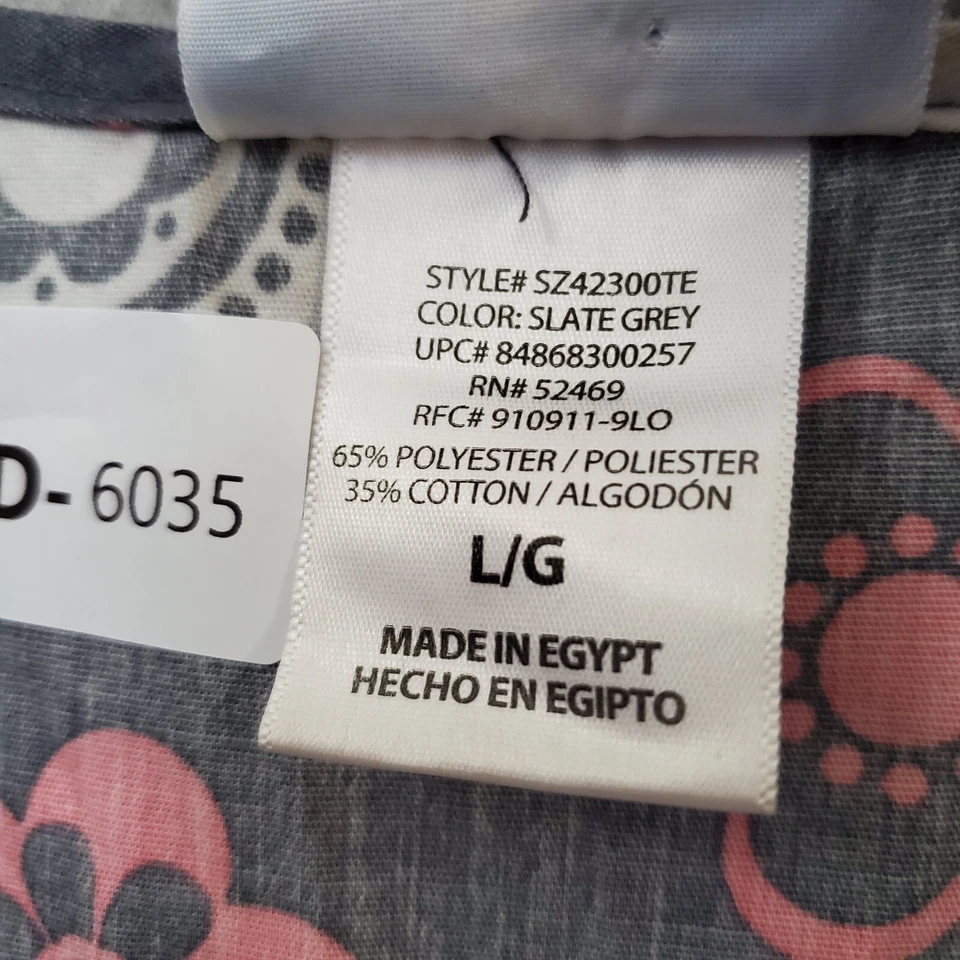 STYLE# SZ42300TE
COLOR: SLATE GREY
UPC# 84868300257
RN# 52469
RFC# 910911-9LO
65% POLYESTER / POLIESTER
35% COTTON / ALGODÓN
L/G
MADE IN EGYPT
HECHO EN EGIPTO
D- 6035